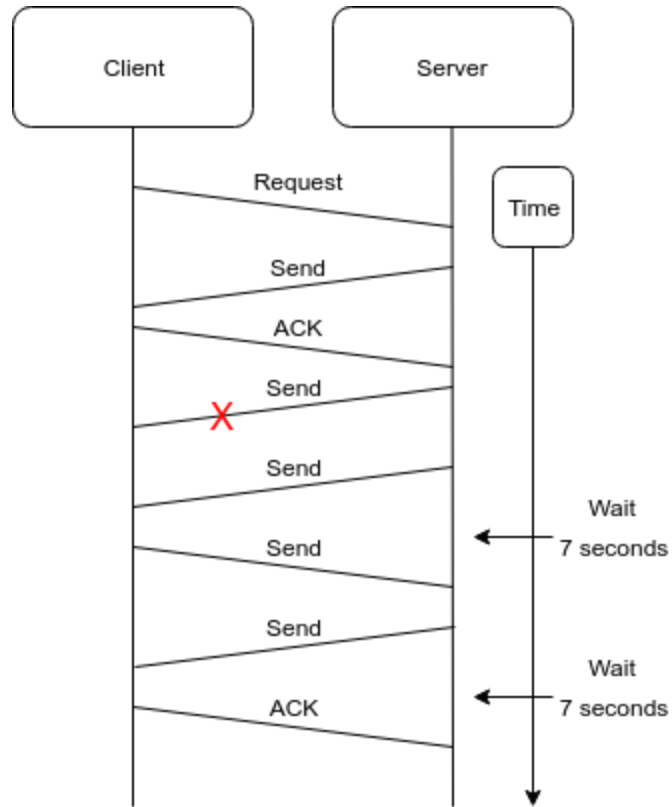 Client
Server
Request
Time
Send
ACK
Send
X
Send
Wait
7 seconds
Send
Send
Wait
7 seconds
ACK